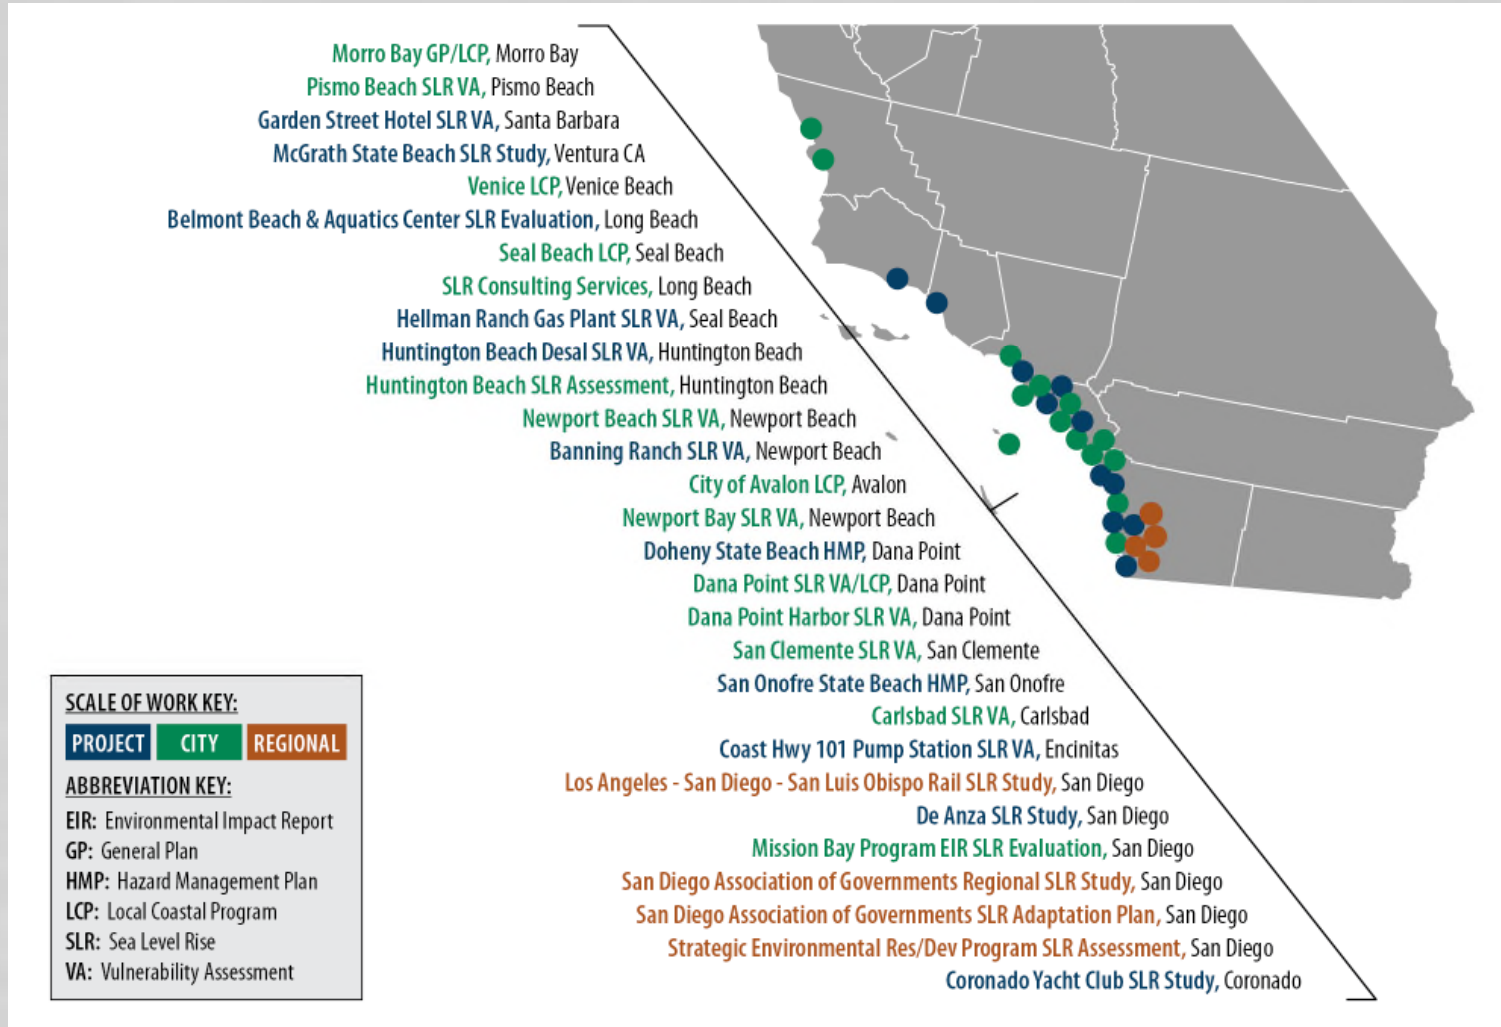 Morro Bay GP/LCP, Morro Bay
Pismo Beach SLR VA, Pismo Beach
Garden Street Hotel SLR VA, Santa Barbara
McGrath State Beach SLR Study, Ventura CA
Venice LCP, Venice Beach
Belmont Beach & Aquatics Center SLR Evaluation, Long Beach
Seal Beach LCP, Seal Beach
SLR Consulting Services, Long Beach
Hellman Ranch Gas Plant SLR VA, Seal Beach
Huntington Beach Desal SLR VA, Huntington Beach
Huntington Beach SLR Assessment, Huntington Beach
Newport Beach SLR VA, Newport Beach
Banning Ranch SLR VA, Newport Beach
City of Avalon LCP, Avalon
Newport Bay SLR VA, Newport Beach
Doheny State Beach HMP, Dana Point
Dana Point SLR VA/LCP, Dana Point
Dana Point Harbor SLR VA, Dana Point
San Clemente SLR VA, San Clemente
San Onofre State Beach HMP, San Onofre
Carlsbad SLR VA, Carlsbad
Coast Hwy 101 Pump Station SLR VA, Encinitas
Los Angeles - San Diego - San Luis Obispo Rail SLR Study, San Diego
De Anza SLR Study, San Diego
Mission Bay Program EIR SLR Evaluation, San Diego
San Diego Association of Governments Regional SLR Study, San Diego
San Diego Association of Governments SLR Adaptation Plan, San Diego
Strategic Environmental Res/Dev Program SLR Assessment, San Diego
Coronado Yacht Club SLR Study, Coronado
SCALE OF WORK KEY:
PROJECT CITY REGIONAL
ABBREVIATION KEY:
EIR: Environmental Impact Report
GP: General Plan
HMP: Hazard Management Plan
LCP: Local Coastal Program
SLR: Sea Level Rise
VA: Vulnerability Assessment